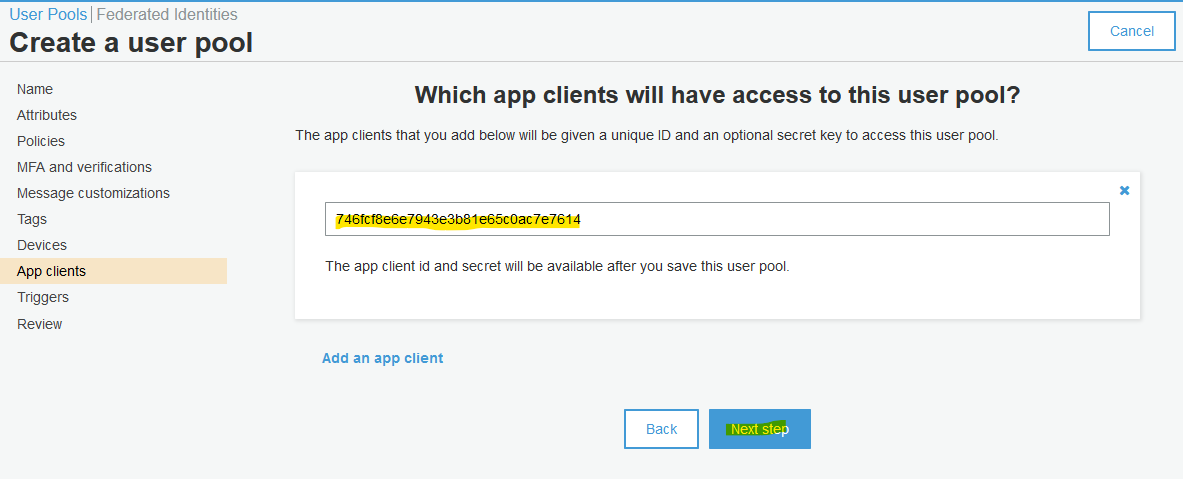 User Pools | Federated Identities
Create a user pool
Cancel
Name
Attributes
Policies
MFA and verifications
Message customizations
Tags
Devices
App clients
Triggers
Review
Which app clients will have access to this user pool?
The app clients that you add below will be given a unique ID and an optional secret key to access this user pool.
746fcf8e6e7943e3b81e65c0ac7e7614
The app client id and secret will be available after you save this user pool.
Add an app client
Back
Next step